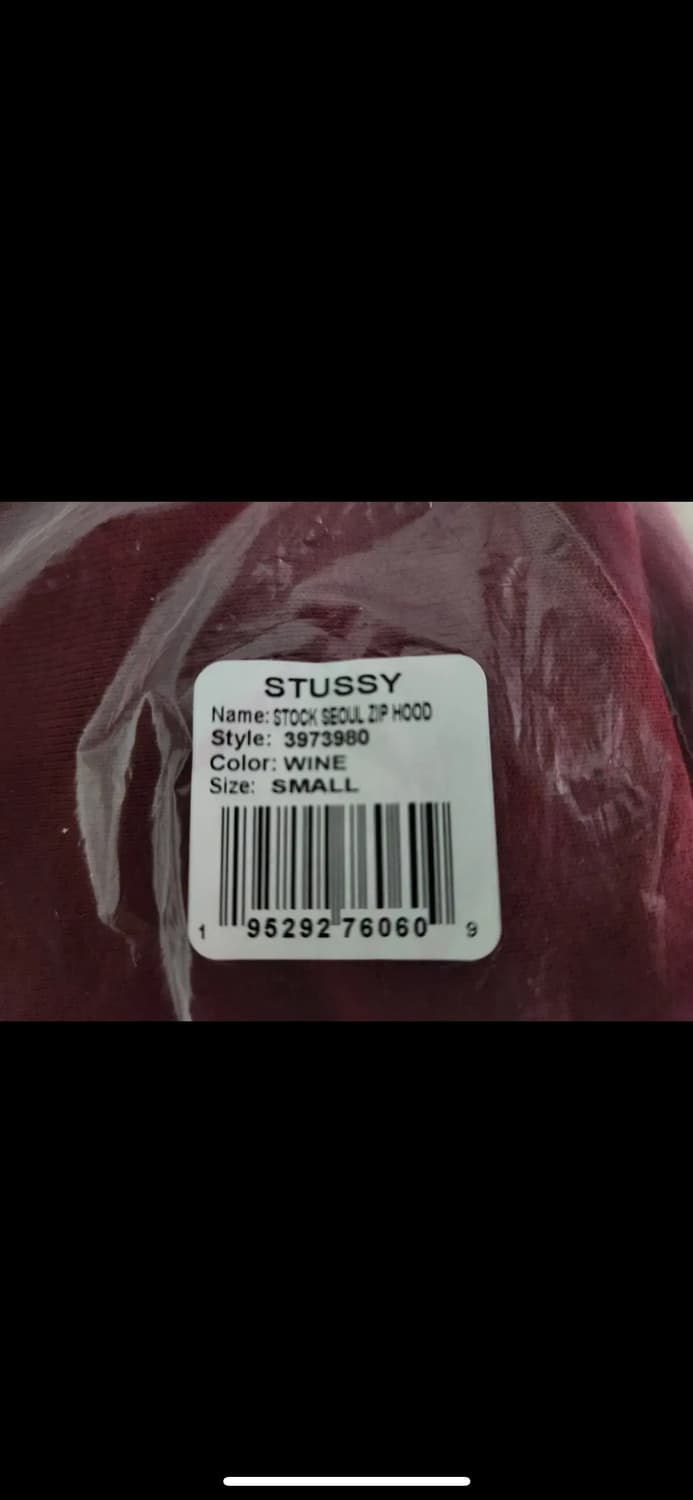 STUSSY
Name: STOCK SEOUL ZIP HOOD
Style: 3973980
Color: WINE
Size: SMALL
1 95292 76060 9